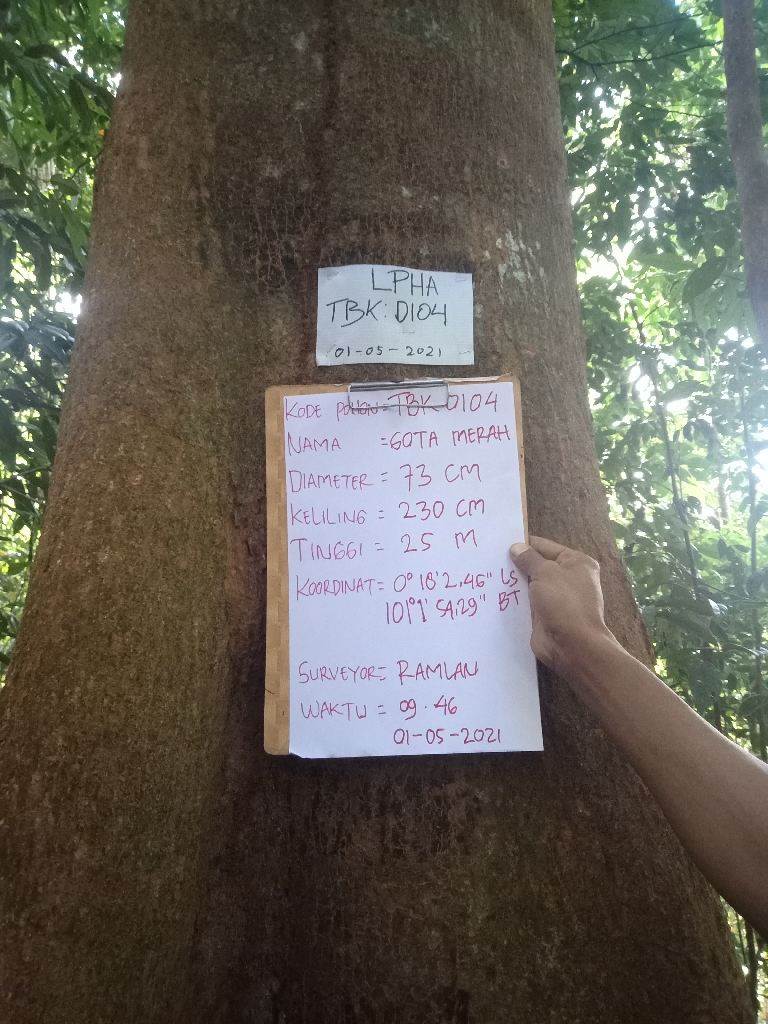 LPHA
TBK: D104
01-05-2021
KODE POHON = TBK D104
NAMA = GOTA MERAH
DIAMETER = 73 CM
KELILING = 230 CM
TINGGI = 25 M
KOORDINAT = 0° 18' 2,46" LS
101° 1' 54,29" BT
SURVEYOR = RAMLAN
WAKTU = 09.46
01-05-2021